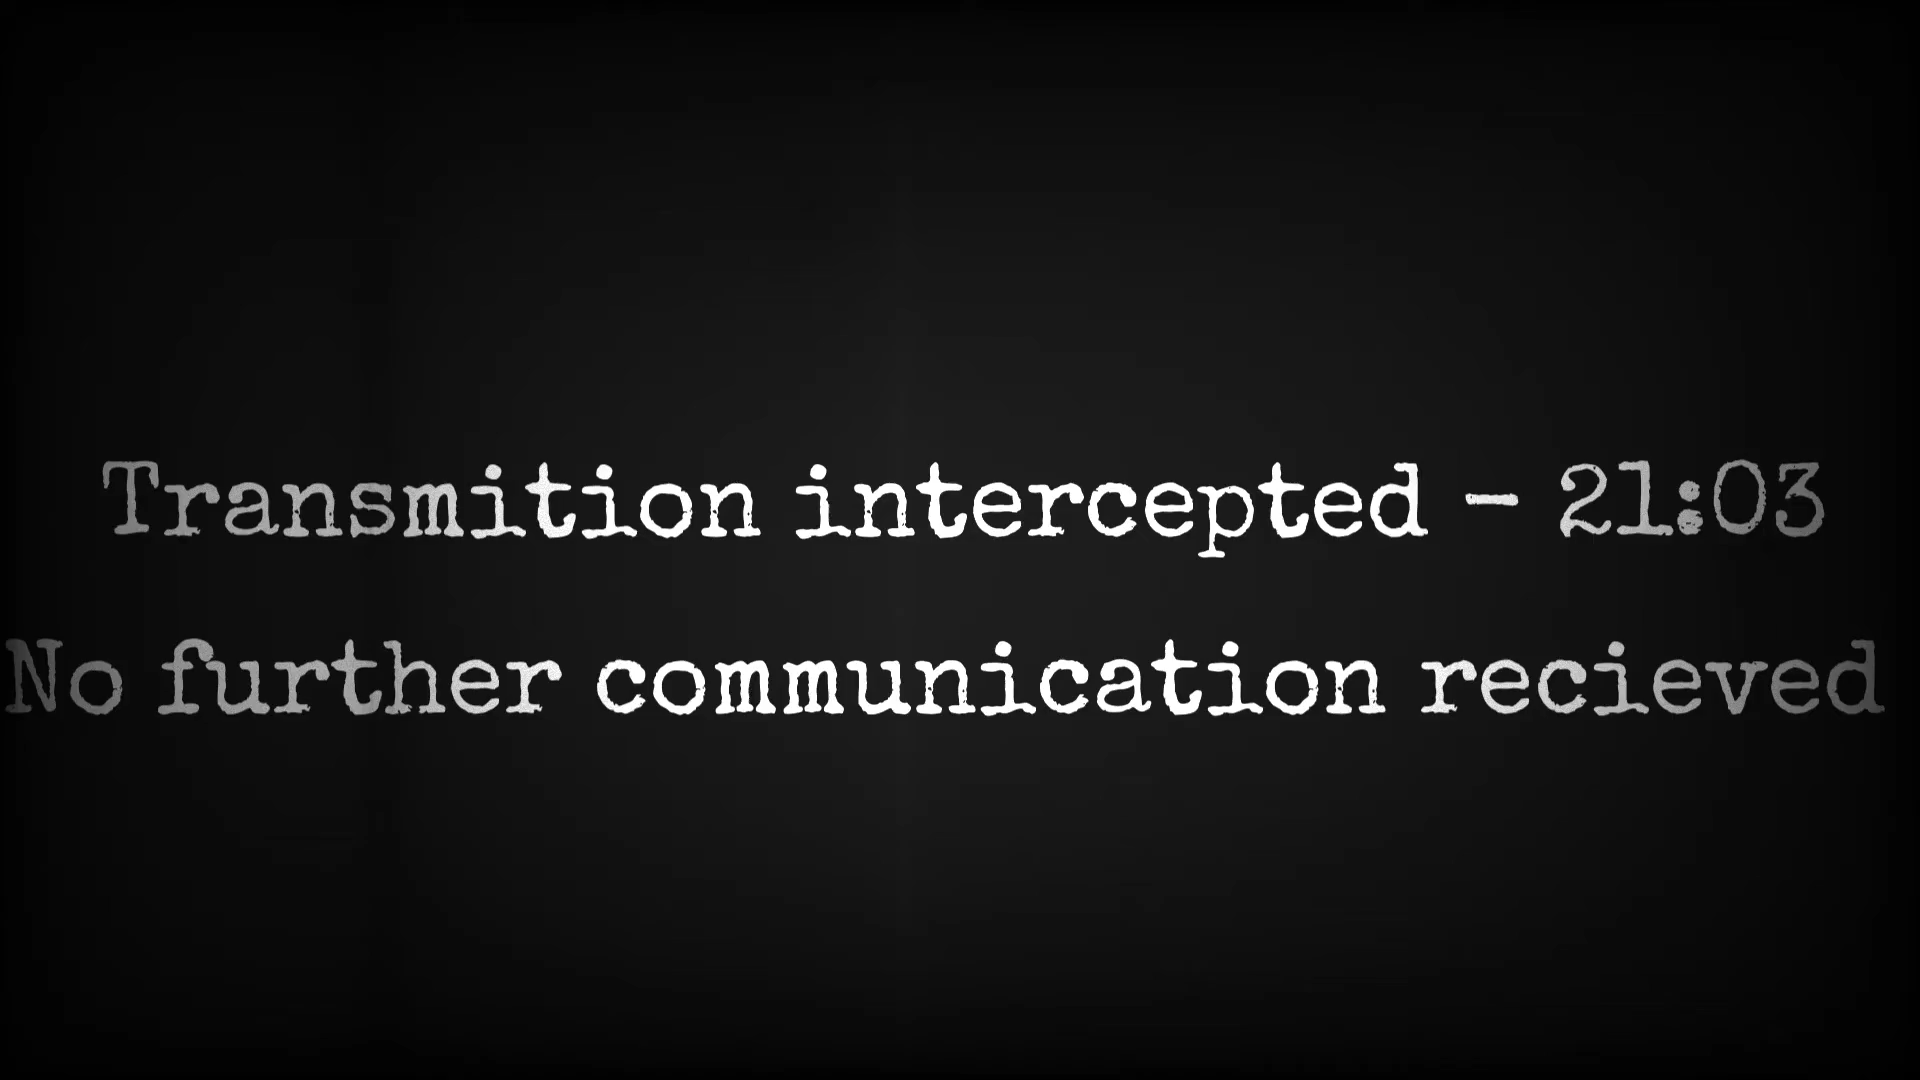 Transmition intercepted - 21:03
No further communication recieved